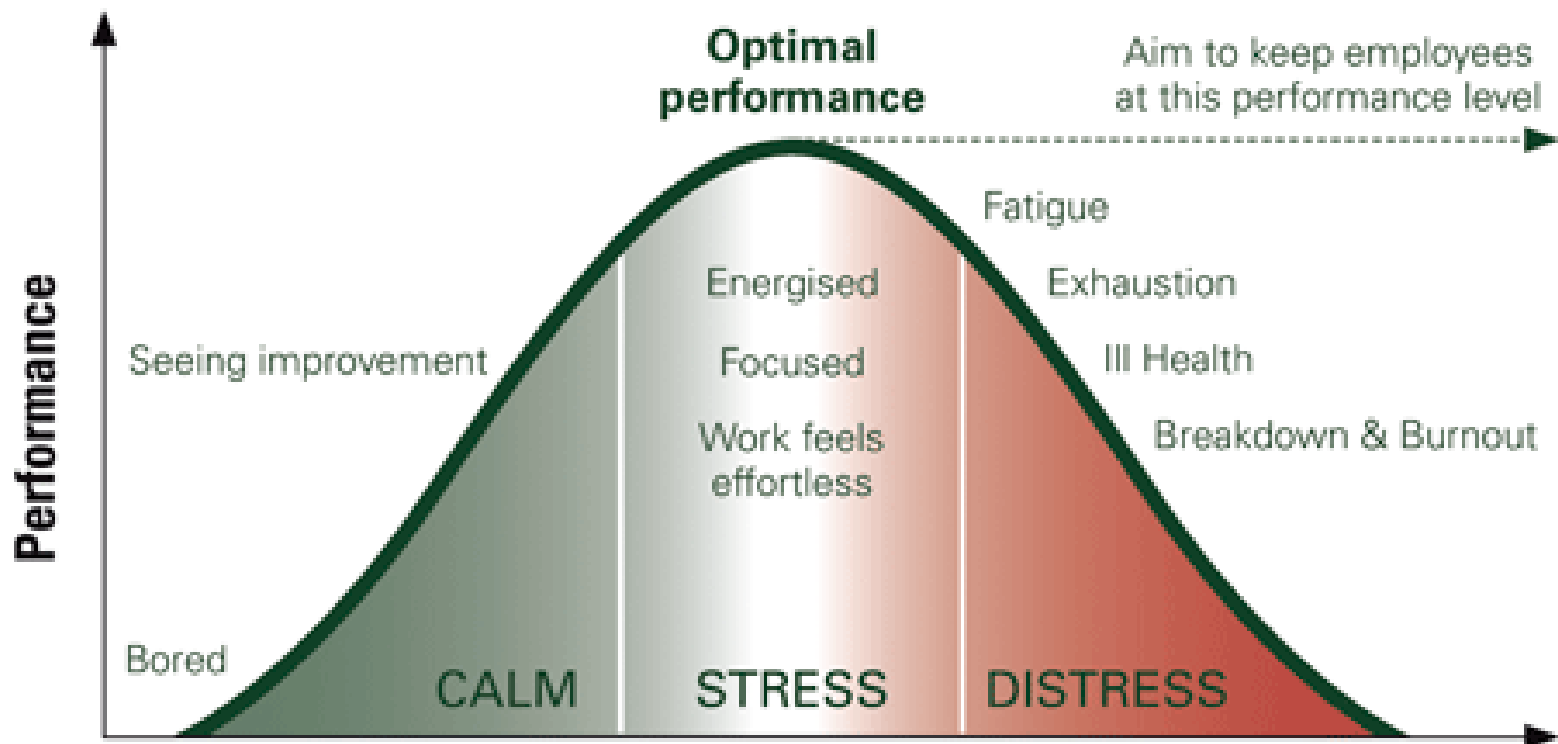 Optimal
performance
Aim to keep employees
at this performance level
Fatigue
Energised
Exhaustion
Performance
Seeing improvement
Focused
Ill Health
Work feels
effortless
Breakdown & Burnout
Bored
CALM
STRESS
DISTRESS